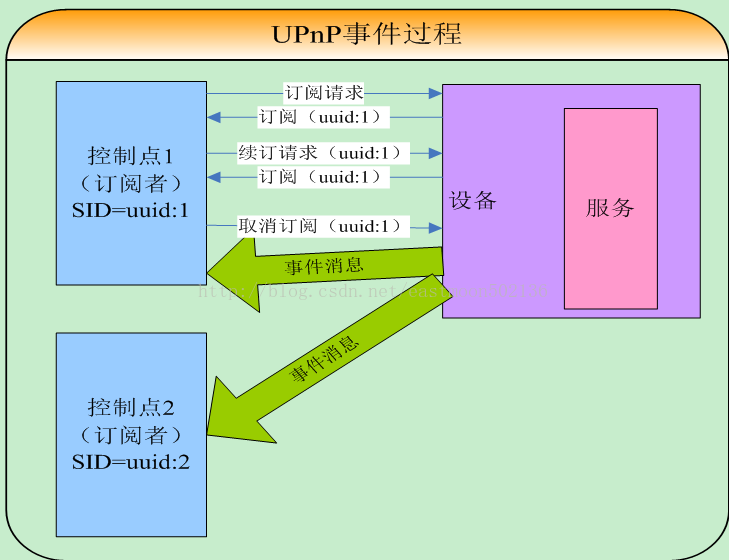 UPnP事件过程
订阅请求
订阅（uuid:1）
续订请求（uuid:1）
订阅（uuid:1）
取消订阅（uuid:1）
控制点1
（订阅者）
SID=uuid:1
设备
服务
事件消息
事件消息
控制点2
（订阅者）
SID=uuid:2